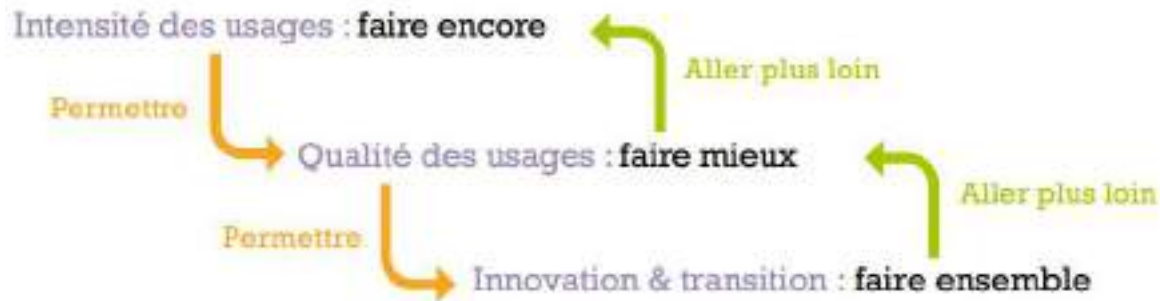 Intensité des usages : faire encore
Aller plus loin
Permettre
Qualité des usages : faire mieux
Aller plus loin
Permettre
Innovation & transition : faire ensemble